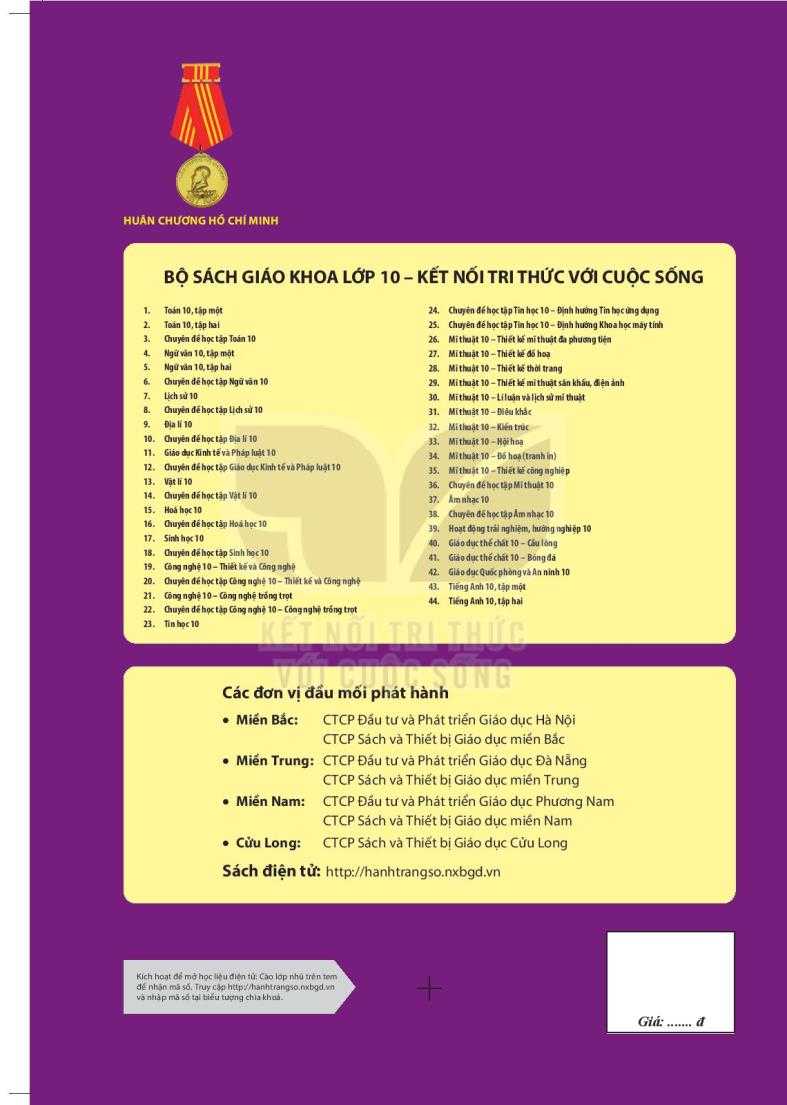 HUÂN CHƯƠNG HỒ CHÍ MINH
BỘ SÁCH GIÁO KHOA LỚP 10 – KẾT NỐI TRI THỨC VỚI CUỘC SỐNG
1. Toán 10, tập một
2. Toán 10, tập hai
3. Chuyên đề học tập Toán 10
4. Ngữ văn 10, tập một
5. Ngữ văn 10, tập hai
6. Chuyên đề học tập Ngữ văn 10
7. Lịch sử 10
8. Chuyên đề học tập Lịch sử 10
9. Địa lí 10
10. Chuyên đề học tập Địa lí 10
11. Giáo dục Kinh tế và Pháp luật 10
12. Chuyên đề học tập Giáo dục Kinh tế và Pháp luật 10
13. Vật lí 10
14. Chuyên đề học tập Vật lí 10
15. Hoá học 10
16. Chuyên đề học tập Hoá học 10
17. Sinh học 10
18. Chuyên đề học tập Sinh học 10
19. Công nghệ 10 – Thiết kế và Công nghệ
20. Chuyên đề học tập Công nghệ 10 – Thiết kế và Công nghệ
21. Công nghệ 10 – Công nghệ trồng trọt
22. Chuyên đề học tập Công nghệ 10 – Công nghệ trồng trọt
23. Tin học 10
24. Chuyên đề học tập Tin học 10 – Định hướng Tin học ứng dụng
25. Chuyên đề học tập Tin học 10 – Định hướng Khoa học máy tính
26. Mĩ thuật 10 – Thiết kế mĩ thuật đa phương tiện
27. Mĩ thuật 10 – Thiết kế đồ hoạ
28. Mĩ thuật 10 – Thiết kế thời trang
29. Mĩ thuật 10 – Thiết kế mĩ thuật sân khấu, điện ảnh
30. Mĩ thuật 10 – Lí luận và lịch sử mĩ thuật
31. Mĩ thuật 10 – Điêu khắc
32. Mĩ thuật 10 – Kiến trúc
33. Mĩ thuật 10 – Hội hoạ
34. Mĩ thuật 10 – Đồ hoạ (tranh in)
35. Mĩ thuật 10 – Thiết kế công nghiệp
36. Chuyên đề học tập Mĩ thuật 10
37. Âm nhạc 10
38. Chuyên đề học tập Âm nhạc 10
39. Hoạt động trải nghiệm, hướng nghiệp 10
40. Giáo dục thể chất 10 – Cầu lông
41. Giáo dục thể chất 10 – Bóng đá
42. Giáo dục Quốc phòng và An ninh 10
43. Tiếng Anh 10, tập một
44. Tiếng Anh 10, tập hai
KẾT NỐI TRI THỨC
VỚI CUỘC SỐNG
Các đơn vị đầu mối phát hành
• Miền Bắc: CTCP Đầu tư và Phát triển Giáo dục Hà Nội
CTCP Sách và Thiết bị Giáo dục miền Bắc
• Miền Trung: CTCP Đầu tư và Phát triển Giáo dục Đà Nẵng
CTCP Sách và Thiết bị Giáo dục miền Trung
• Miền Nam: CTCP Đầu tư và Phát triển Giáo dục Phương Nam
CTCP Sách và Thiết bị Giáo dục miền Nam
• Cửu Long: CTCP Sách và Thiết bị Giáo dục Cửu Long
Sách điện tử: http://hanhtrangso.nxbgd.vn
Kích hoạt để mở học liệu điện tử: Cào lớp nhũ trên tem
để nhận mã số. Truy cập http://hanhtrangso.nxbgd.vn
và nhập mã số tại biểu tượng chìa khoá.
Giá: ....... đ